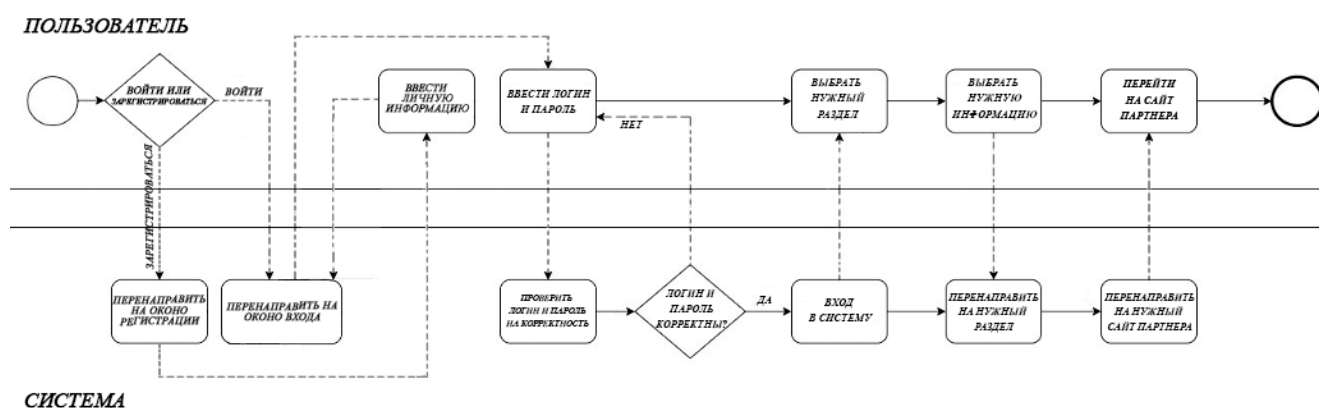 ПОЛЬЗОВАТЕЛЬ
ВОЙТИ ИЛИ
ЗАРЕГИСТРИРОВАТЬСЯ
ВОЙТИ
ЗАРЕГИСТРИРОВАТЬСЯ
ВВЕСТИ
ЛИЧНУЮ
ИНФОРМАЦИЮ
ВВЕСТИ ЛОГИН
И ПАРОЛЬ
НЕТ
ВЫБРАТЬ
НУЖНЫЙ
РАЗДЕЛ
ВЫБРАТЬ
НУЖНУЮ
ИНФОРМАЦИЮ
ПЕРЕЙТИ
НА САЙТ
ПАРТНЕРА
ПЕРЕНАПРАВИТЬ
НА ОКОНО
РЕГИСТРАЦИИ
ПЕРЕНАПРАВИТЬ НА
ОКОНО ВХОДА
ПРОВЕРИТЬ
ЛОГИН И ПАРОЛЬ
НА КОРРЕКТНОСТЬ
ЛОГИН И
ПАРОЛЬ
КОРРЕКТНЫ?
ДА
ВХОД
В СИСТЕМУ
ПЕРЕНАПРАВИТЬ
НА НУЖНЫЙ
РАЗДЕЛ
ПЕРЕНАПРАВИТЬ
НА НУЖНЫЙ
САЙТ ПАРТНЕРА
СИСТЕМА